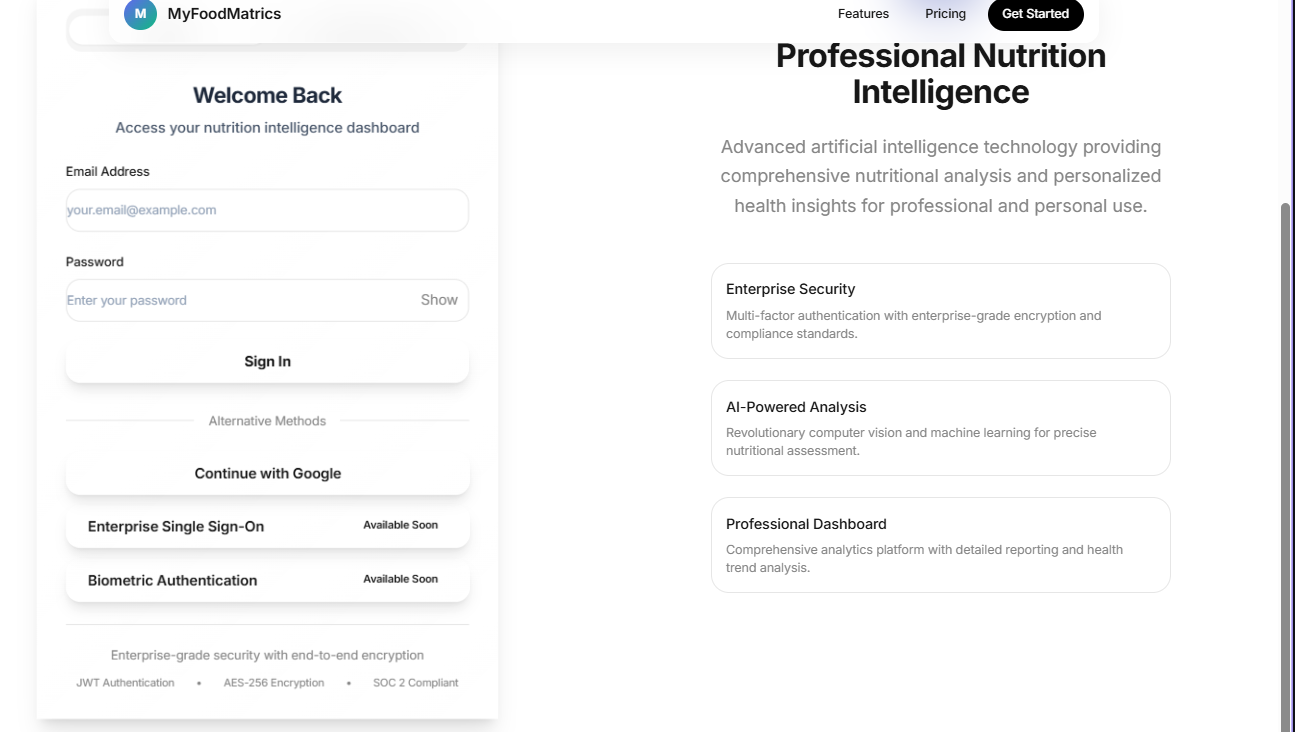 M
MyFoodMatrics
Features
Pricing
Get Started
Welcome Back
Access your nutrition intelligence dashboard
Email Address
your.email@example.com
Password
Enter your password
Show
Sign In
Alternative Methods
Continue with Google
Enterprise Single Sign-On
Available Soon
Biometric Authentication
Available Soon
Enterprise-grade security with end-to-end encryption
JWT Authentication • AES-256 Encryption • SOC 2 Compliant
Professional Nutrition
Intelligence
Advanced artificial intelligence technology providing
comprehensive nutritional analysis and personalized
health insights for professional and personal use.
Enterprise Security
Multi-factor authentication with enterprise-grade encryption and
compliance standards.
AI-Powered Analysis
Revolutionary computer vision and machine learning for precise
nutritional assessment.
Professional Dashboard
Comprehensive analytics platform with detailed reporting and health
trend analysis.